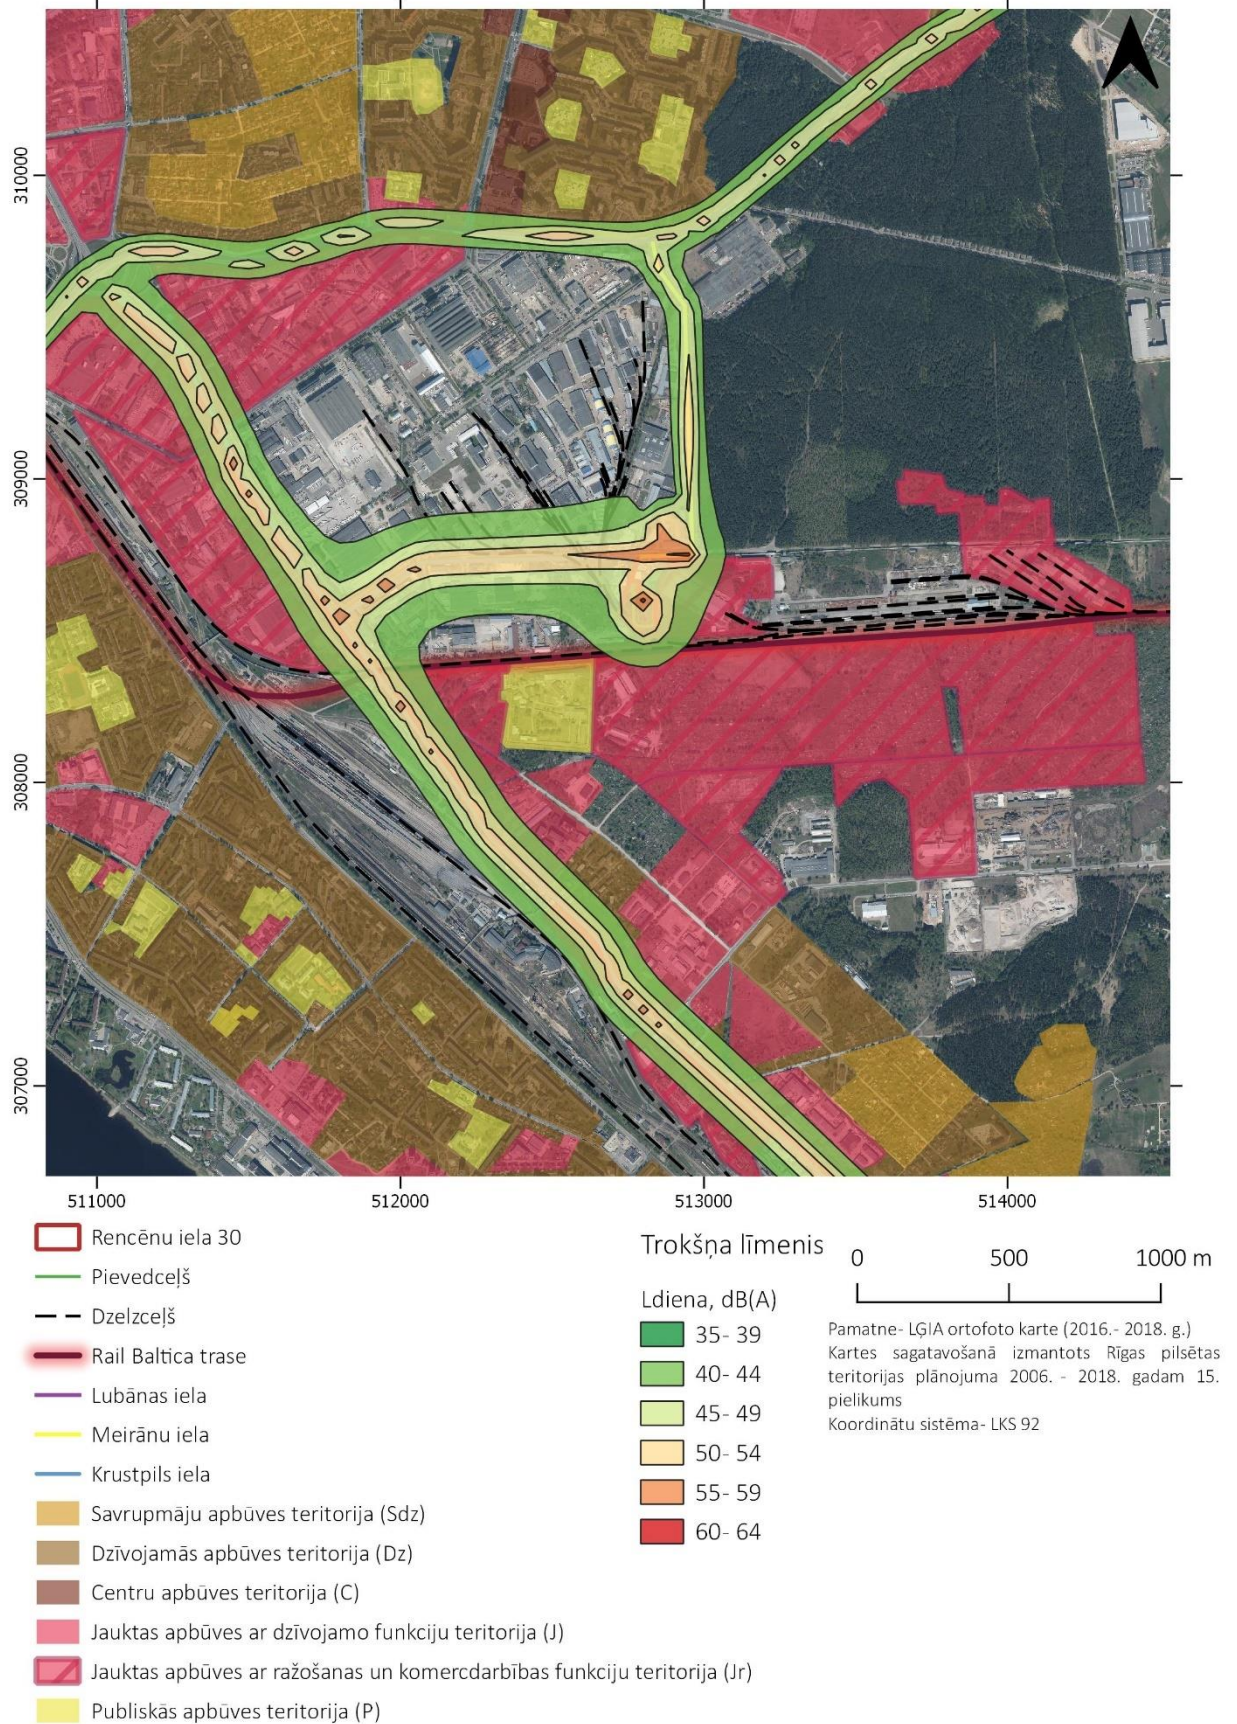 310000
309000
308000
307000
511000
512000
513000
514000
Rencēnu iela 30
Pievedceļš
Dzelzceļš
Rail Baltica trase
Lubānas iela
Meirānu iela
Krustpils iela
Savrupmāju apbūves teritorija (Sdz)
Dzīvojamās apbūves teritorija (Dz)
Centru apbūves teritorija (C)
Jauktas apbūves ar dzīvojamo funkciju teritorija (J)
Jauktas apbūves ar ražošanas un komercdarbības funkciju teritorija (Jr)
Publiskās apbūves teritorija (P)
Trokšņa līmenis
Ldiena, dB(A)
35- 39
40- 44
45- 49
50- 54
55- 59
60- 64
0 500 1000 m
Pamatne- LĢIA ortofoto karte (2016.- 2018. g.)
Kartes sagatavošanā izmantots Rīgas pilsētas
teritorijas plānojuma 2006. - 2018. gadam 15.
pielikums
Koordinātu sistēma- LKS 92